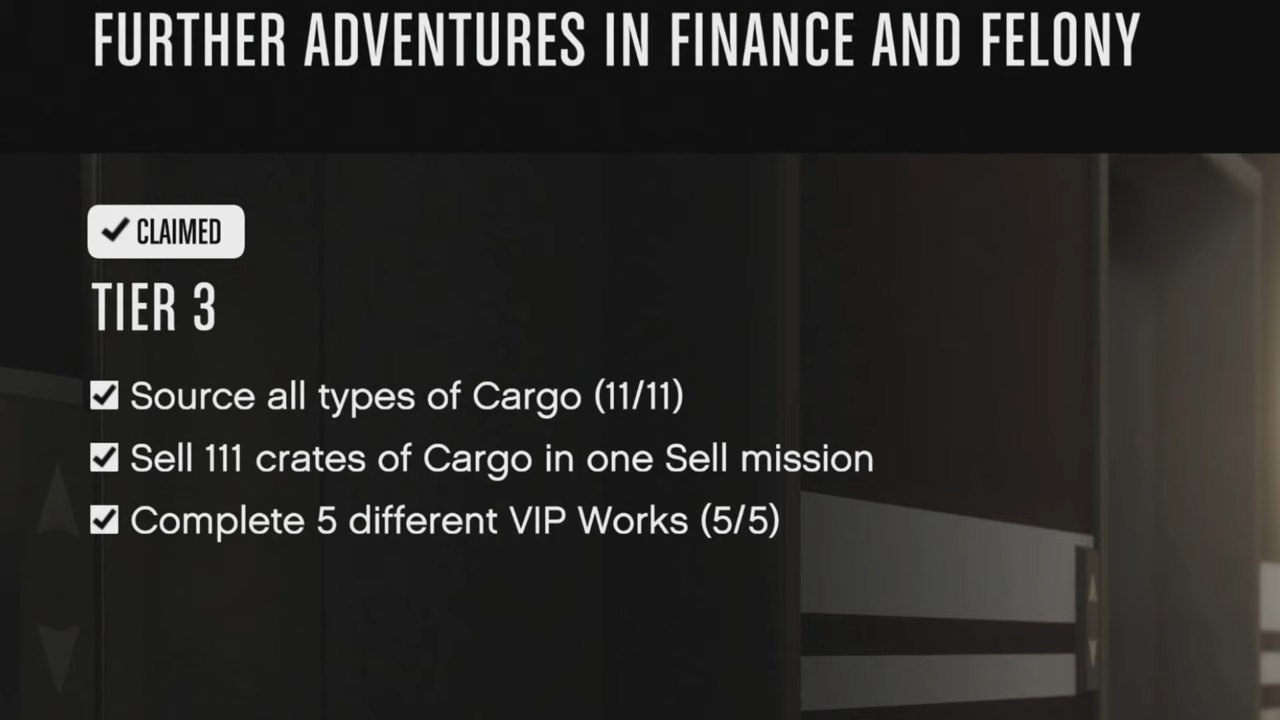 FURTHER ADVENTURES IN FINANCE AND FELONY
CLAIMED
TIER 3
Source all types of Cargo (11/11)
Sell 111 crates of Cargo in one Sell mission
Complete 5 different VIP Works (5/5)